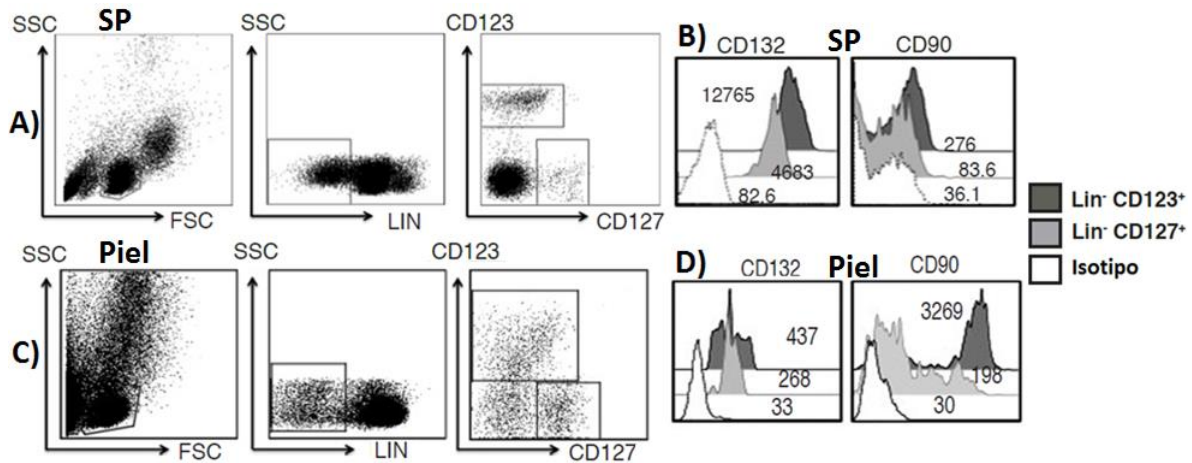 A)
SSC
SP
FSC
SSC
LIN
CD123
CD127
B)
SP
CD132
12765
4683
82.6
CD90
276
83.6
36.1
Lin- CD123+
Lin- CD127+
Isotipo
C)
SSC
Piel
FSC
SSC
LIN
CD123
CD127
D)
Piel
CD132
437
268
33
CD90
3269
198
30